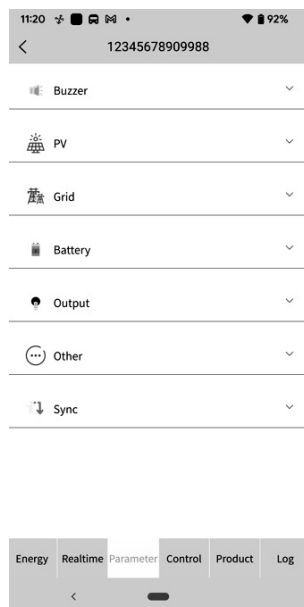 11:20 92%
12345678909988
Buzzer
PV
Grid
Battery
Output
Other
Sync
Energy Realtime Parameter Control Product Log